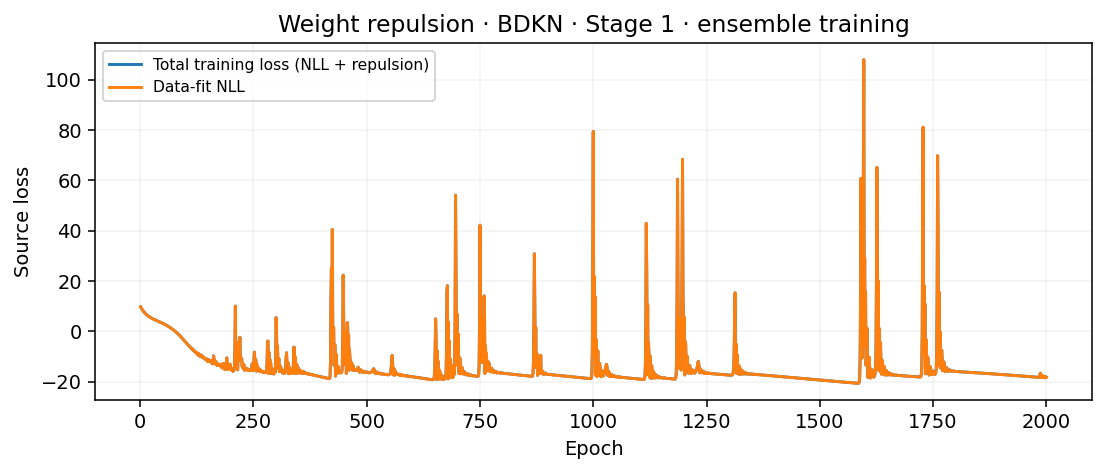 Weight repulsion · BDKN · Stage 1 · ensemble training
Total training loss (NLL + repulsion)
Data-fit NLL
Source loss
100
80
60
40
20
0
−20
0 250 500 750 1000 1250 1500 1750 2000
Epoch